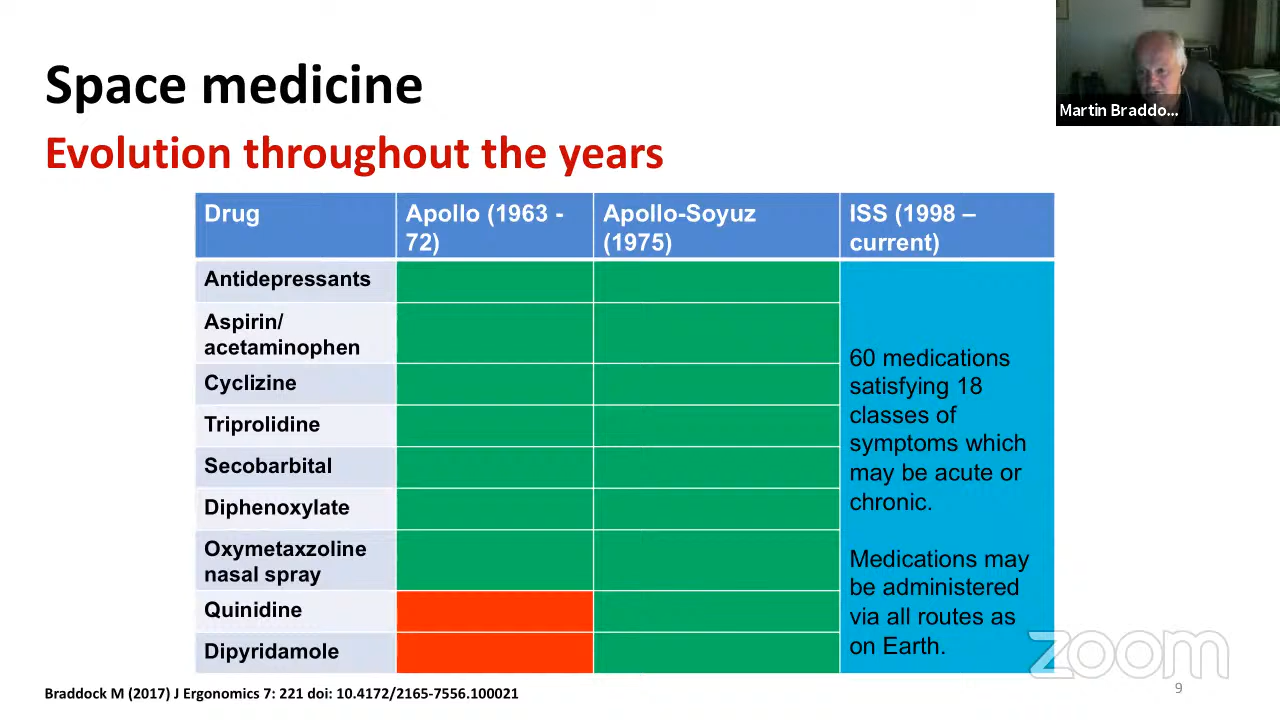 Space medicine
Evolution throughout the years
Martin Braddo...
Drug
Apollo (1963 -
72)
Apollo-Soyuz
(1975)
ISS (1998 –
current)
Antidepressants
Aspirin/
acetaminophen
Cyclizine
Triprolidine
Secobarbital
Diphenoxylate
Oxymetaxzoline
nasal spray
Quinidine
Dipyridamole
60 medications
satisfying 18
classes of
symptoms which
may be acute or
chronic.
Medications may
be administered
via all routes as
on Earth.
zoom
Braddock M (2017) J Ergonomics 7: 221 doi: 10.4172/2165-7556.100021
9